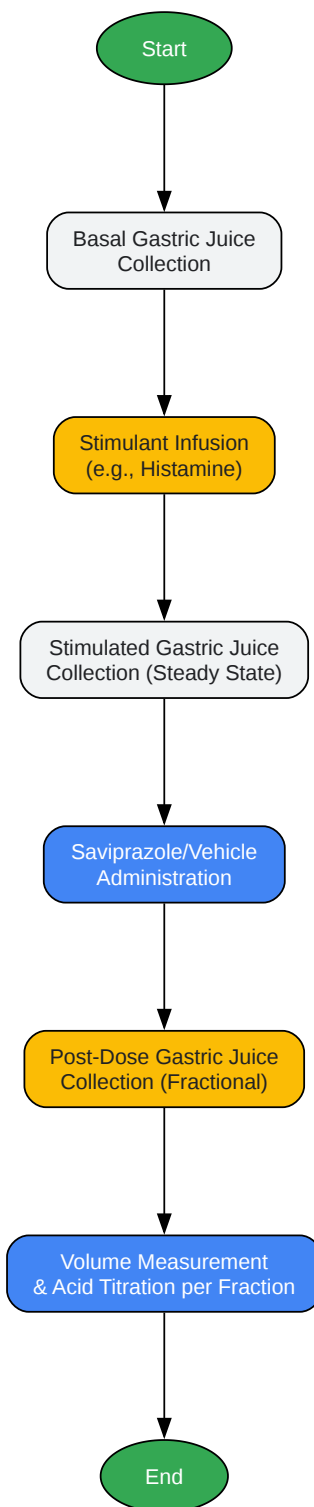 Start
Basal Gastric Juice
Collection
Stimulant Infusion
(e.g., Histamine)
Stimulated Gastric Juice
Collection (Steady State)
Saviprazole/Vehicle
Administration
Post-Dose Gastric Juice
Collection (Fractional)
Volume Measurement
& Acid Titration per Fraction
End